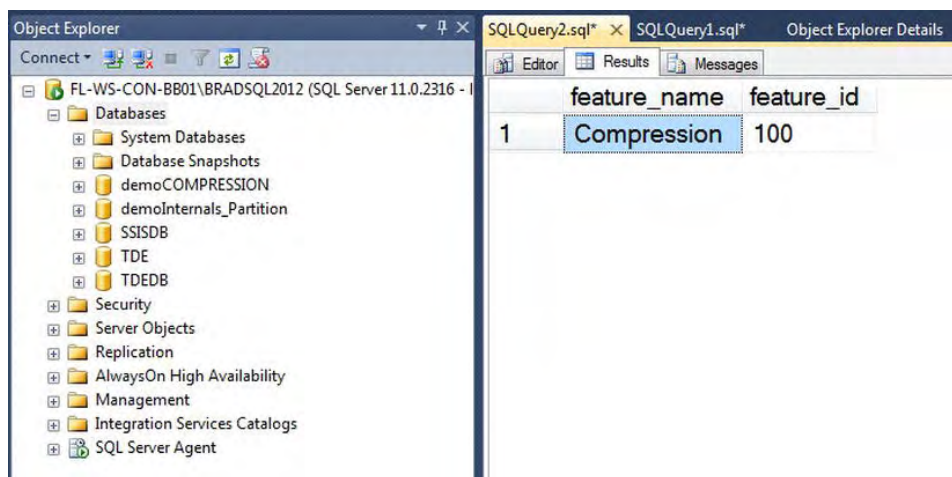 Object Explorer
Connect
FL-WS-CON-BB01\BRADSQL2012 (SQL Server 11.0.2316 - I
Databases
System Databases
Database Snapshots
demoCOMPRESSION
demoInternals_Partition
SSISDB
TDE
TDEDB
Security
Server Objects
Replication
AlwaysOn High Availability
Management
Integration Services Catalogs
SQL Server Agent
SQLQuery2.sql* SQLQuery1.sql* Object Explorer Details
Editor Results Messages
feature_name feature_id
1 Compression 100